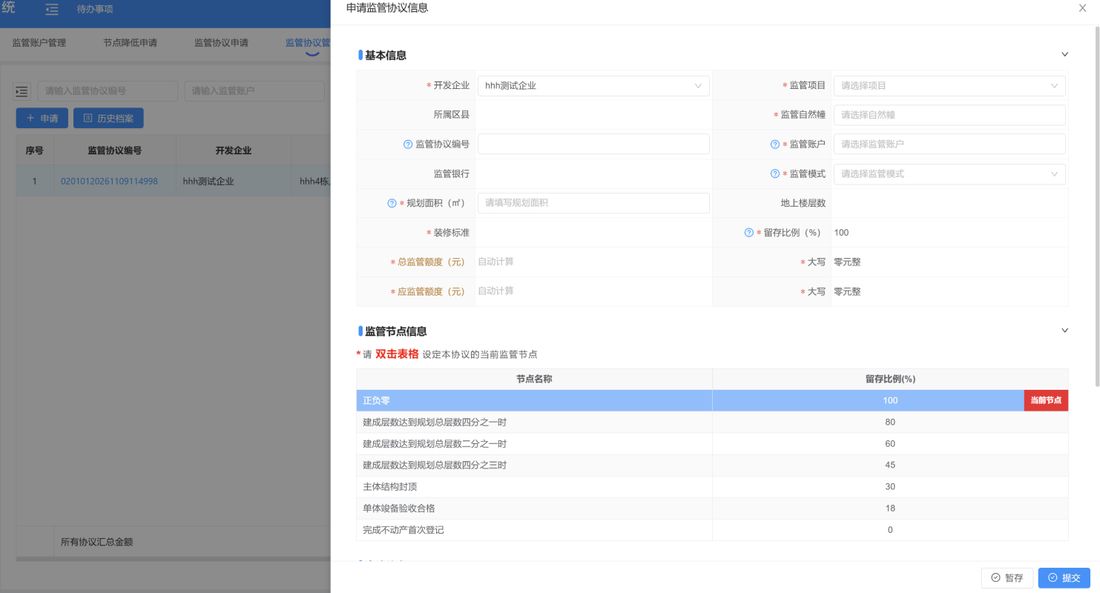 统
待办事项
监管账户管理
节点降低申请
监管协议申请
监管协议管
请输入监管协议编号
请输入监管账户
+ 申请
历史档案
序号
监管协议编号
开发企业
1
02010120261109114998
hhh测试企业
hhh4栋
所有协议汇总金额
申请监管协议信息
基本信息
* 开发企业
hhh测试企业
* 监管项目
请选择项目
所属区县
* 监管自然幢
请选择自然幢
监管协议编号
* 监管账户
请选择监管账户
监管银行
* 监管模式
请选择监管模式
* 规划面积（㎡）
请填写规划面积
地上楼层数
* 装修标准
* 留存比例（%）
100
* 总监管额度（元）
自动计算
* 大写
零元整
* 应监管额度（元）
自动计算
* 大写
零元整
监管节点信息
* 请 双击表格 设定本协议的当前监管节点
节点名称
留存比例(%)
正负零
100
当前节点
建成层数达到规划总层数四分之一时
80
建成层数达到规划总层数二分之一时
60
建成层数达到规划总层数四分之三时
45
主体结构封顶
30
单体竣备验收合格
18
完成不动产首次登记
0
暂存
提交